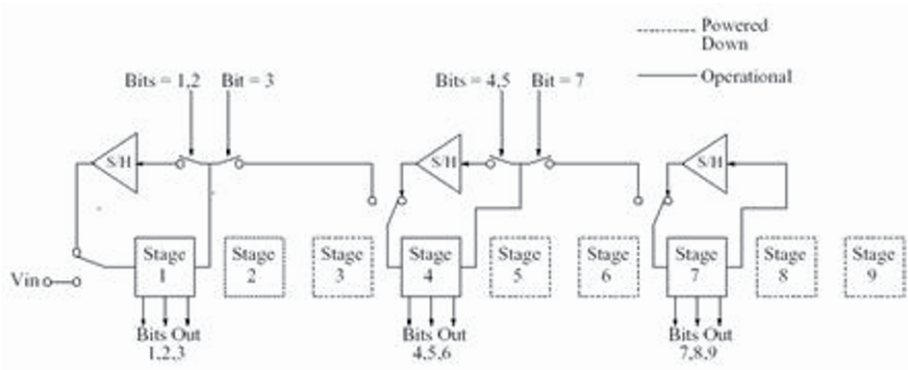 Powered
Down
Operational
Bits = 1,2 Bit = 3
Bits = 4,5 Bit = 7
S/H
S/H
S/H
Stage
1
Stage
2
Stage
3
Stage
4
Stage
5
Stage
6
Stage
7
Stage
8
Stage
9
Vin
Bits Out
1,2,3
Bits Out
4,5,6
Bits Out
7,8,9